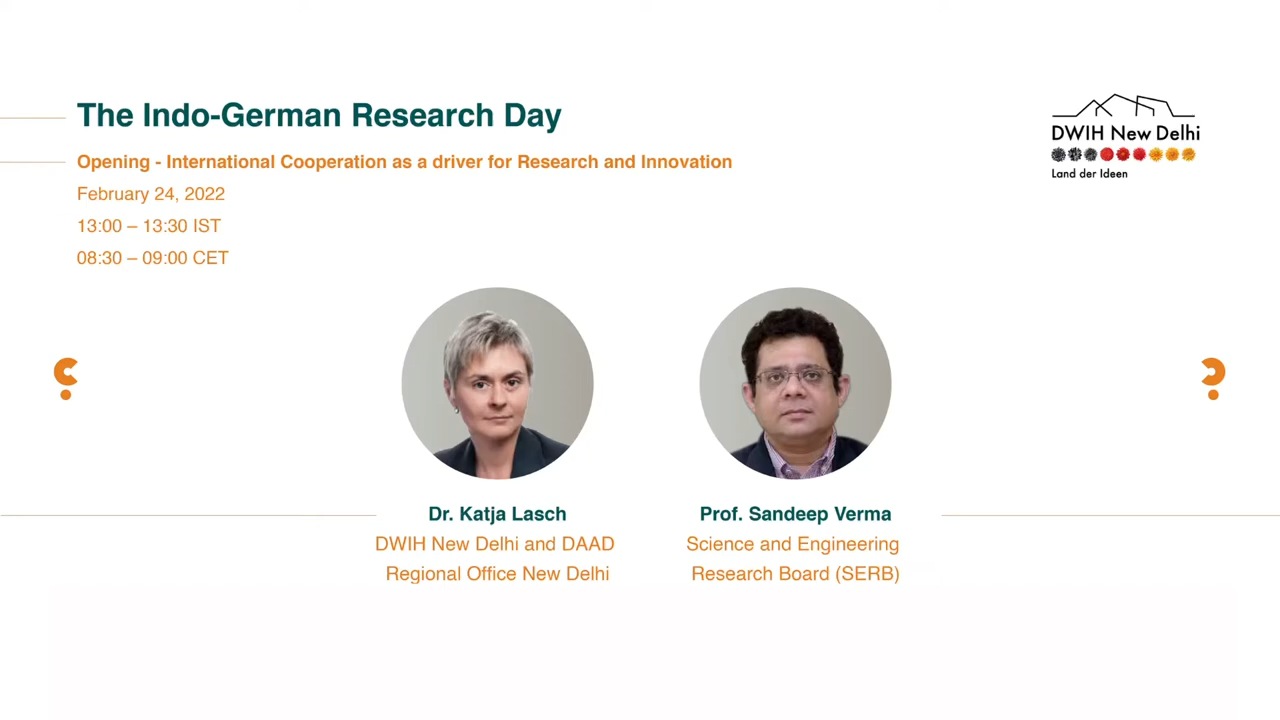 The Indo-German Research Day
Opening - International Cooperation as a driver for Research and Innovation
February 24, 2022
13:00 – 13:30 IST
08:30 – 09:00 CET
DWIH New Delhi
Land der Ideen
Dr. Katja Lasch
DWIH New Delhi and DAAD
Regional Office New Delhi
Prof. Sandeep Verma
Science and Engineering
Research Board (SERB)